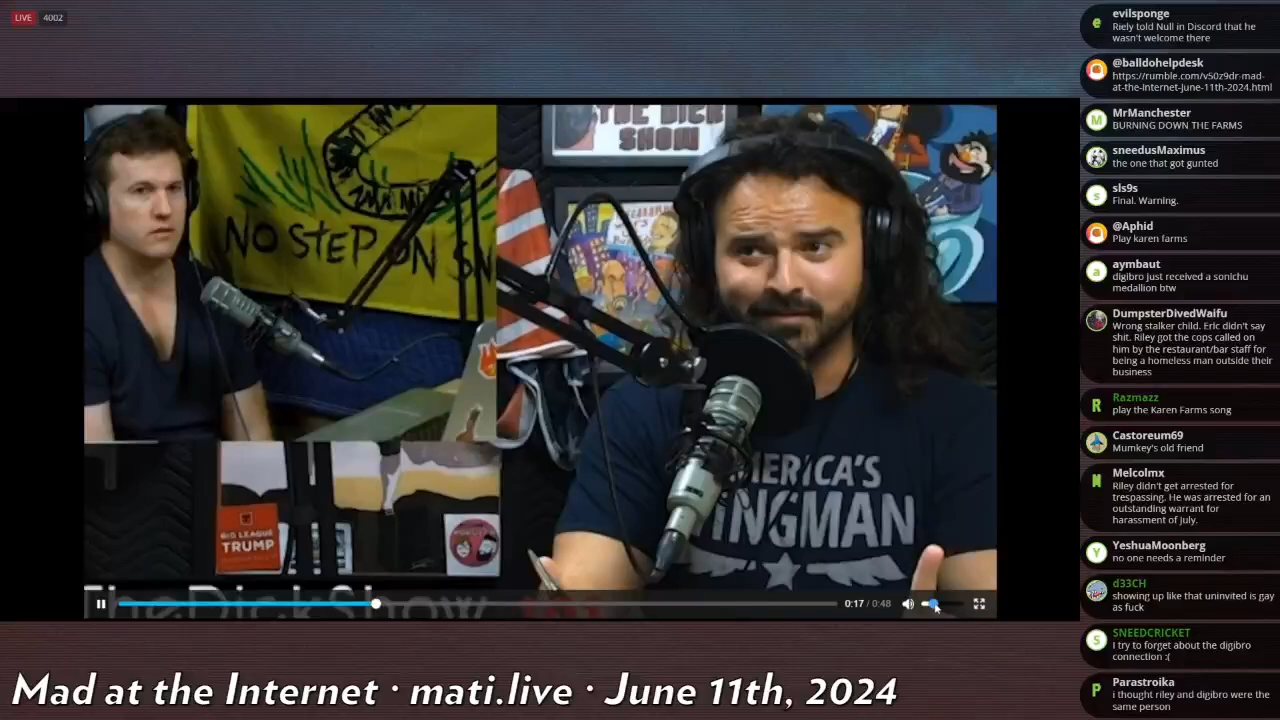 LIVE 4002
evilsponge
Riely told Null in Discord that he
wasn't welcome there
@balldohelpdesk
https://rumble.com/v50z9dr-mad-
at-the-internet-june-11th-2024.html
MrManchester
BURNING DOWN THE FARMS
sneedusMaximus
the one that got gunted
sls9s
Final. Warning.
@Aphid
Play karen farms
aymbaut
digibro just received a sonichu
medallion btw
DumpsterDivedWaifu
Wrong stalker child. Eric didn't say
shit. Riley got the cops called on
him by the restaurant/bar staff for
being a homeless man outside their
business
Razmazz
play the Karen Farms song
Castoreum69
Mumkey's old friend
Melcolmx
Riley didn't get arrested for
trespassing. He was arrested for an
outstanding warrant for
harassment of July.
YeshuaMoonberg
no one needs a reminder
d33CH
showing up like that uninvited is gay
as fuck
SNEEDCRICKET
I try to forget about the digibro
connection :(
Parastroika
i thought riley and digibro were the
same person
THE DICK
SHOW
NO STEP ON SN
MERICA'S
INGMAN
BIG LEAGUE
TRUMP
TheDickShow
0:17 / 0:48
Mad at the Internet · mati.live · June 11th, 2024